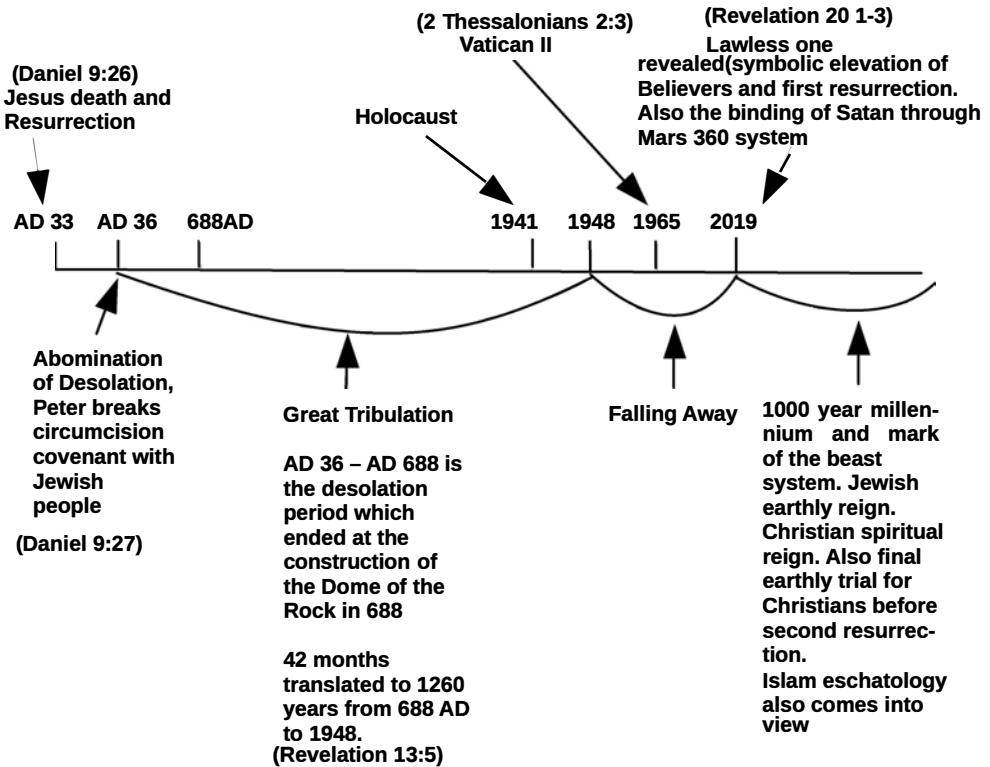 (Daniel 9:26)
Jesus death and
Resurrection
Holocaust
(2 Thessalonians 2:3)
Vatican II
(Revelation 20 1-3)
Lawless one
revealed(symbolic elevation of
Believers and first resurrection.
Also the binding of Satan through
Mars 360 system
AD 33 AD 36 688AD 1941 1948 1965 2019
Abomination
of Desolation,
Peter breaks
circumcision
covenant with
Jewish
people
(Daniel 9:27)
Great Tribulation
AD 36 – AD 688 is
the desolation
period which
ended at the
construction of
the Dome of the
Rock in 688
42 months
translated to 1260
years from 688 AD
to 1948.
(Revelation 13:5)
Falling Away
1000 year millen-
nium and mark
of the beast
system. Jewish
earthly reign.
Christian spiritual
reign. Also final
earthly trial for
Christians before
second resurrec-
tion.
Islam eschatology
also comes into
view